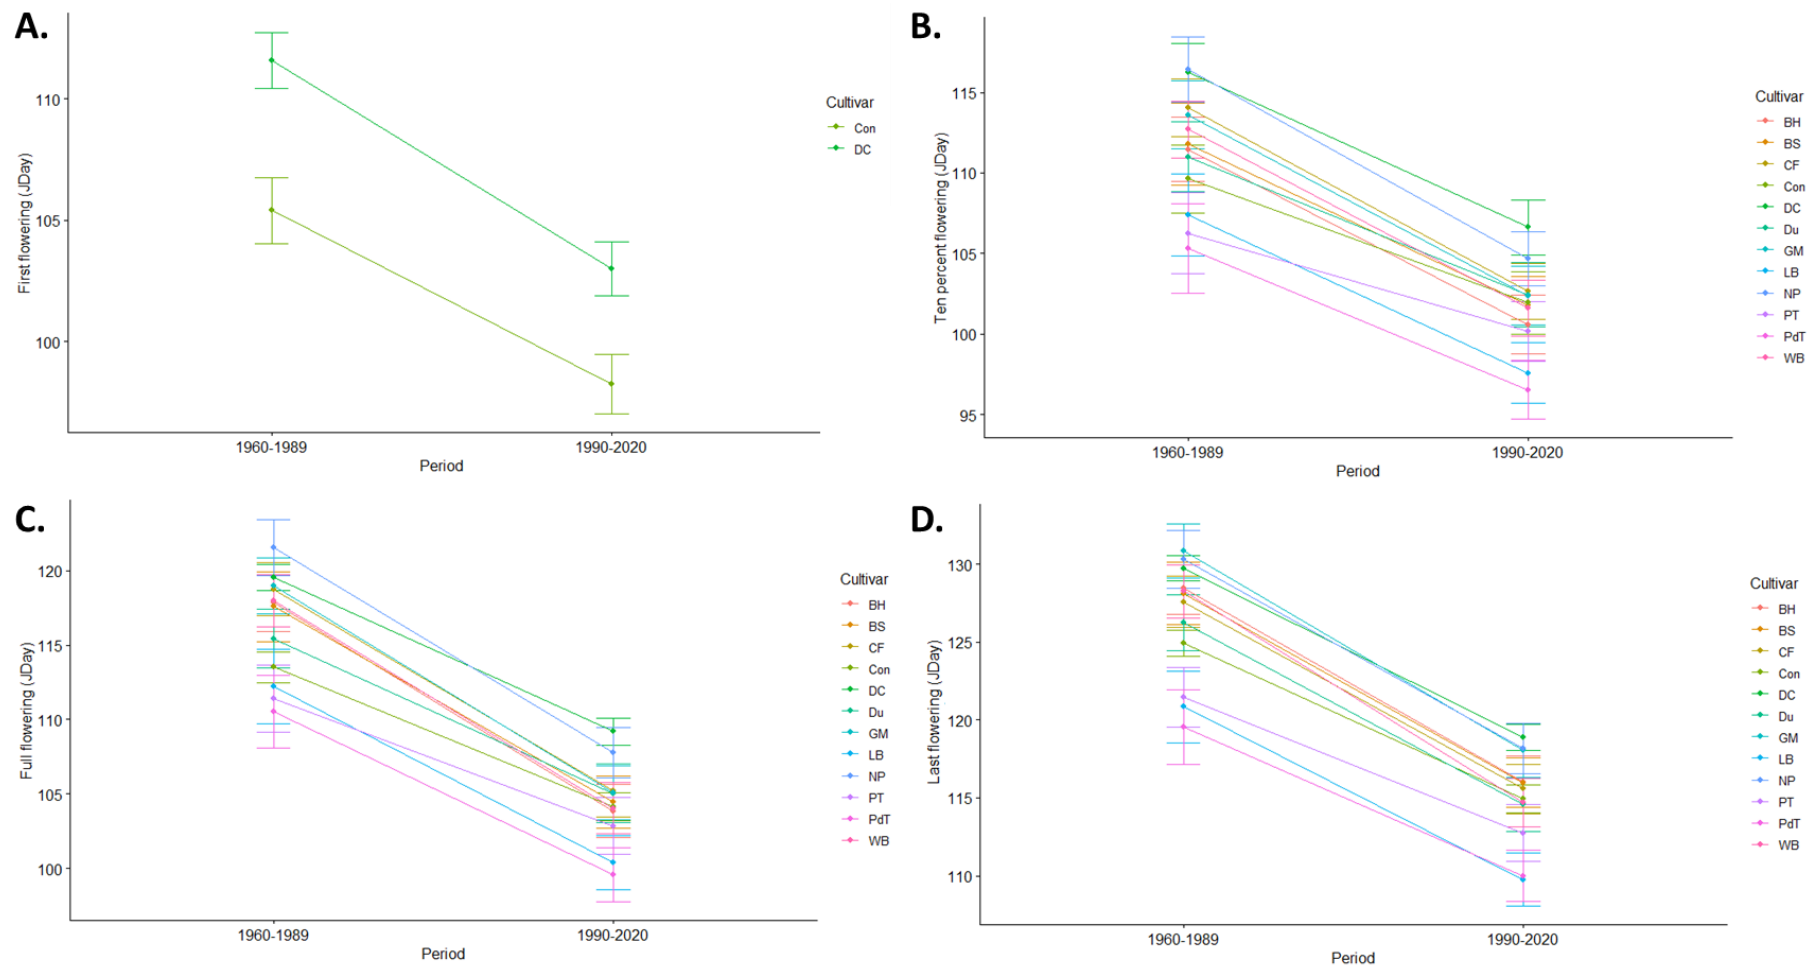 A.
First flowering (JDay)
110
105
100
1960-1989
1990-2020
Period
Cultivar
Con
DC
B.
Ten percent flowering (JDay)
115
110
105
100
95
1960-1989
1990-2020
Period
Cultivar
BH
BS
CF
Con
DC
Du
GM
LB
NP
PT
PdT
WB
C.
Full flowering (JDay)
120
115
110
105
100
1960-1989
1990-2020
Period
Cultivar
BH
BS
CF
Con
DC
Du
GM
LB
NP
PT
PdT
WB
D.
Last flowering (JDay)
130
125
120
115
110
1960-1989
1990-2020
Period
Cultivar
BH
BS
CF
Con
DC
Du
GM
LB
NP
PT
PdT
WB